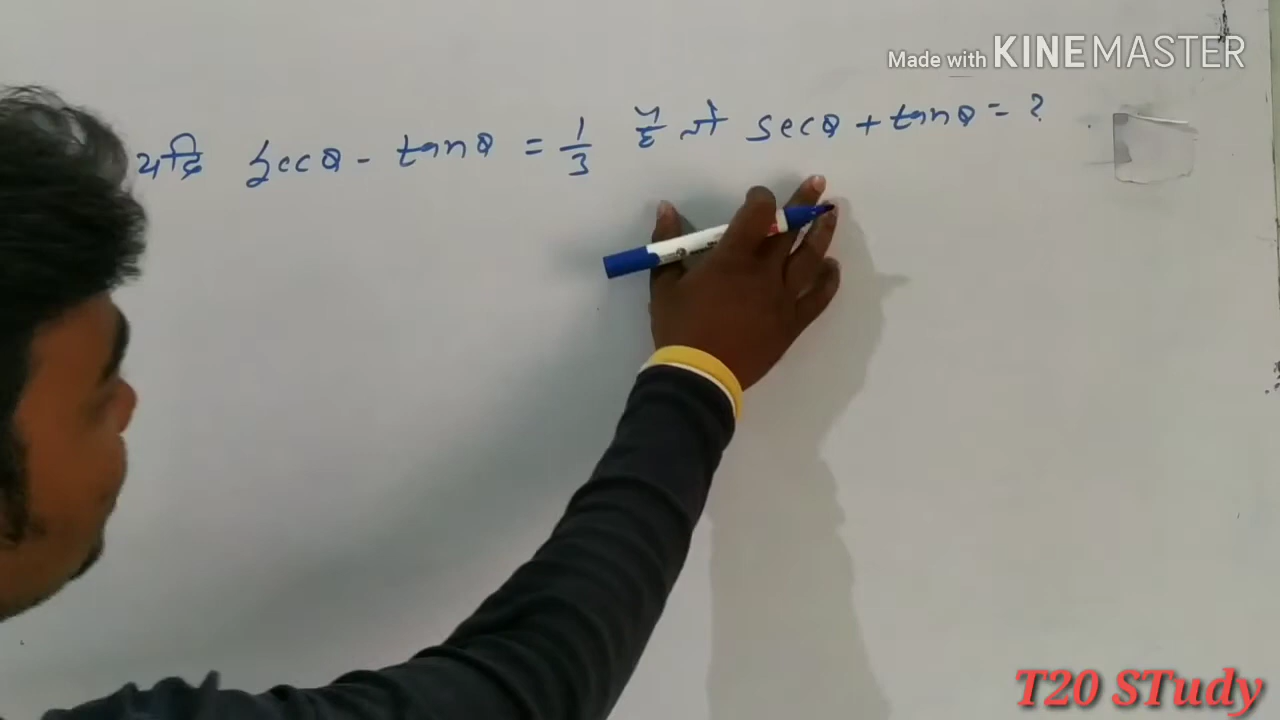 Made with KINEMASTER
यदि secθ - tanθ = 1/3 है तो secθ + tanθ = ?
T20 STudy